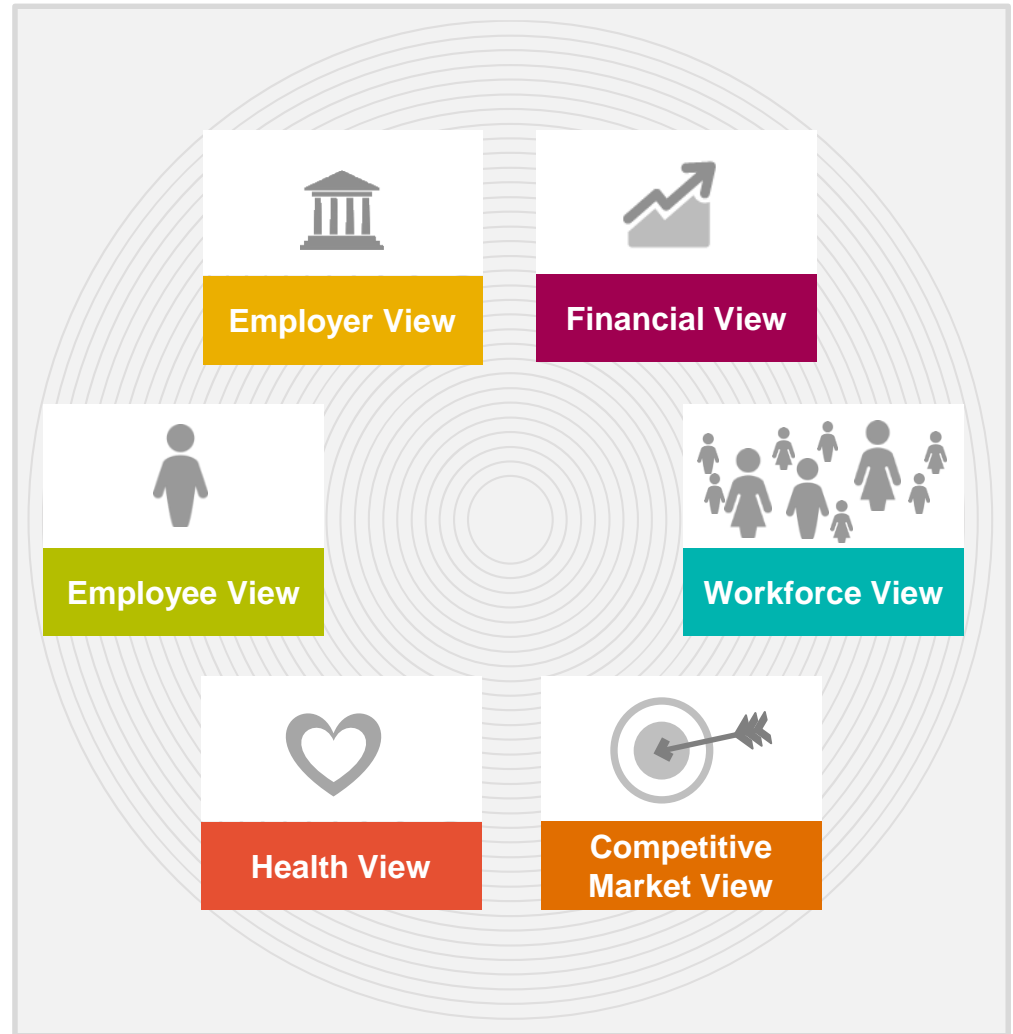 Employer View
Financial View
Employee View
Workforce View
Health View
Competitive
Market View